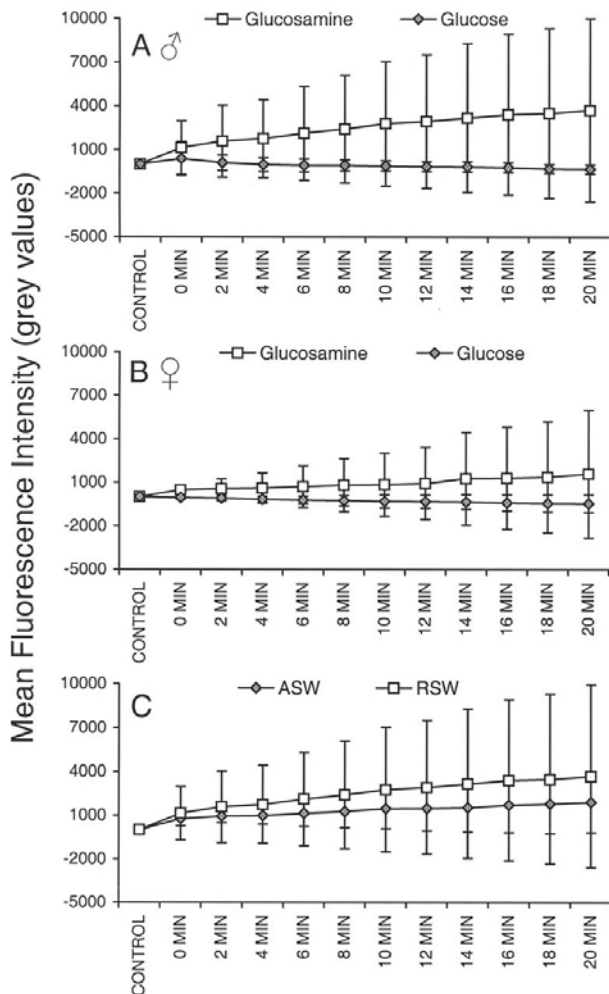 Mean Fluorescence Intensity (grey values)
A ♂
Glucosamine Glucose
10000
7000
4000
1000
-2000
-5000
CONTROL
0 MIN
2 MIN
4 MIN
6 MIN
8 MIN
10 MIN
12 MIN
14 MIN
16 MIN
18 MIN
20 MIN
B ♀
Glucosamine Glucose
10000
7000
4000
1000
-2000
-5000
CONTROL
0 MIN
2 MIN
4 MIN
6 MIN
8 MIN
10 MIN
12 MIN
14 MIN
16 MIN
18 MIN
20 MIN
C
ASW RSW
10000
7000
4000
1000
-2000
-5000
CONTROL
0 MIN
2 MIN
4 MIN
6 MIN
8 MIN
10 MIN
12 MIN
14 MIN
16 MIN
18 MIN
20 MIN